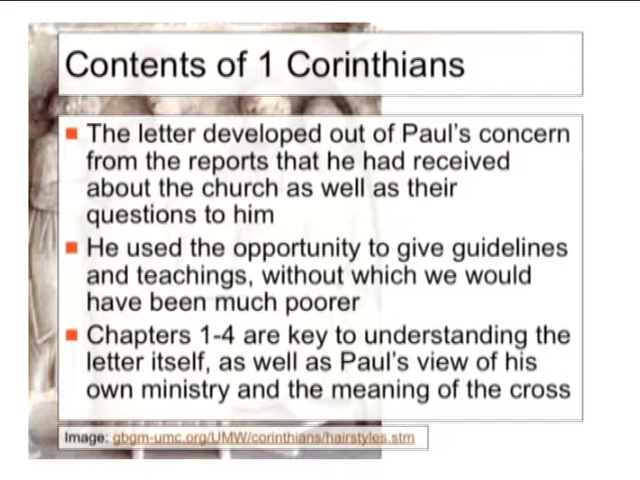 Contents of 1 Corinthians
The letter developed out of Paul's concern
from the reports that he had received
about the church as well as their
questions to him
He used the opportunity to give guidelines
and teachings, without which we would
have been much poorer
Chapters 1-4 are key to understanding the
letter itself, as well as Paul's view of his
own ministry and the meaning of the cross
Image: gbgm-umc.org/UMW/corinthians/hairstyles.stm